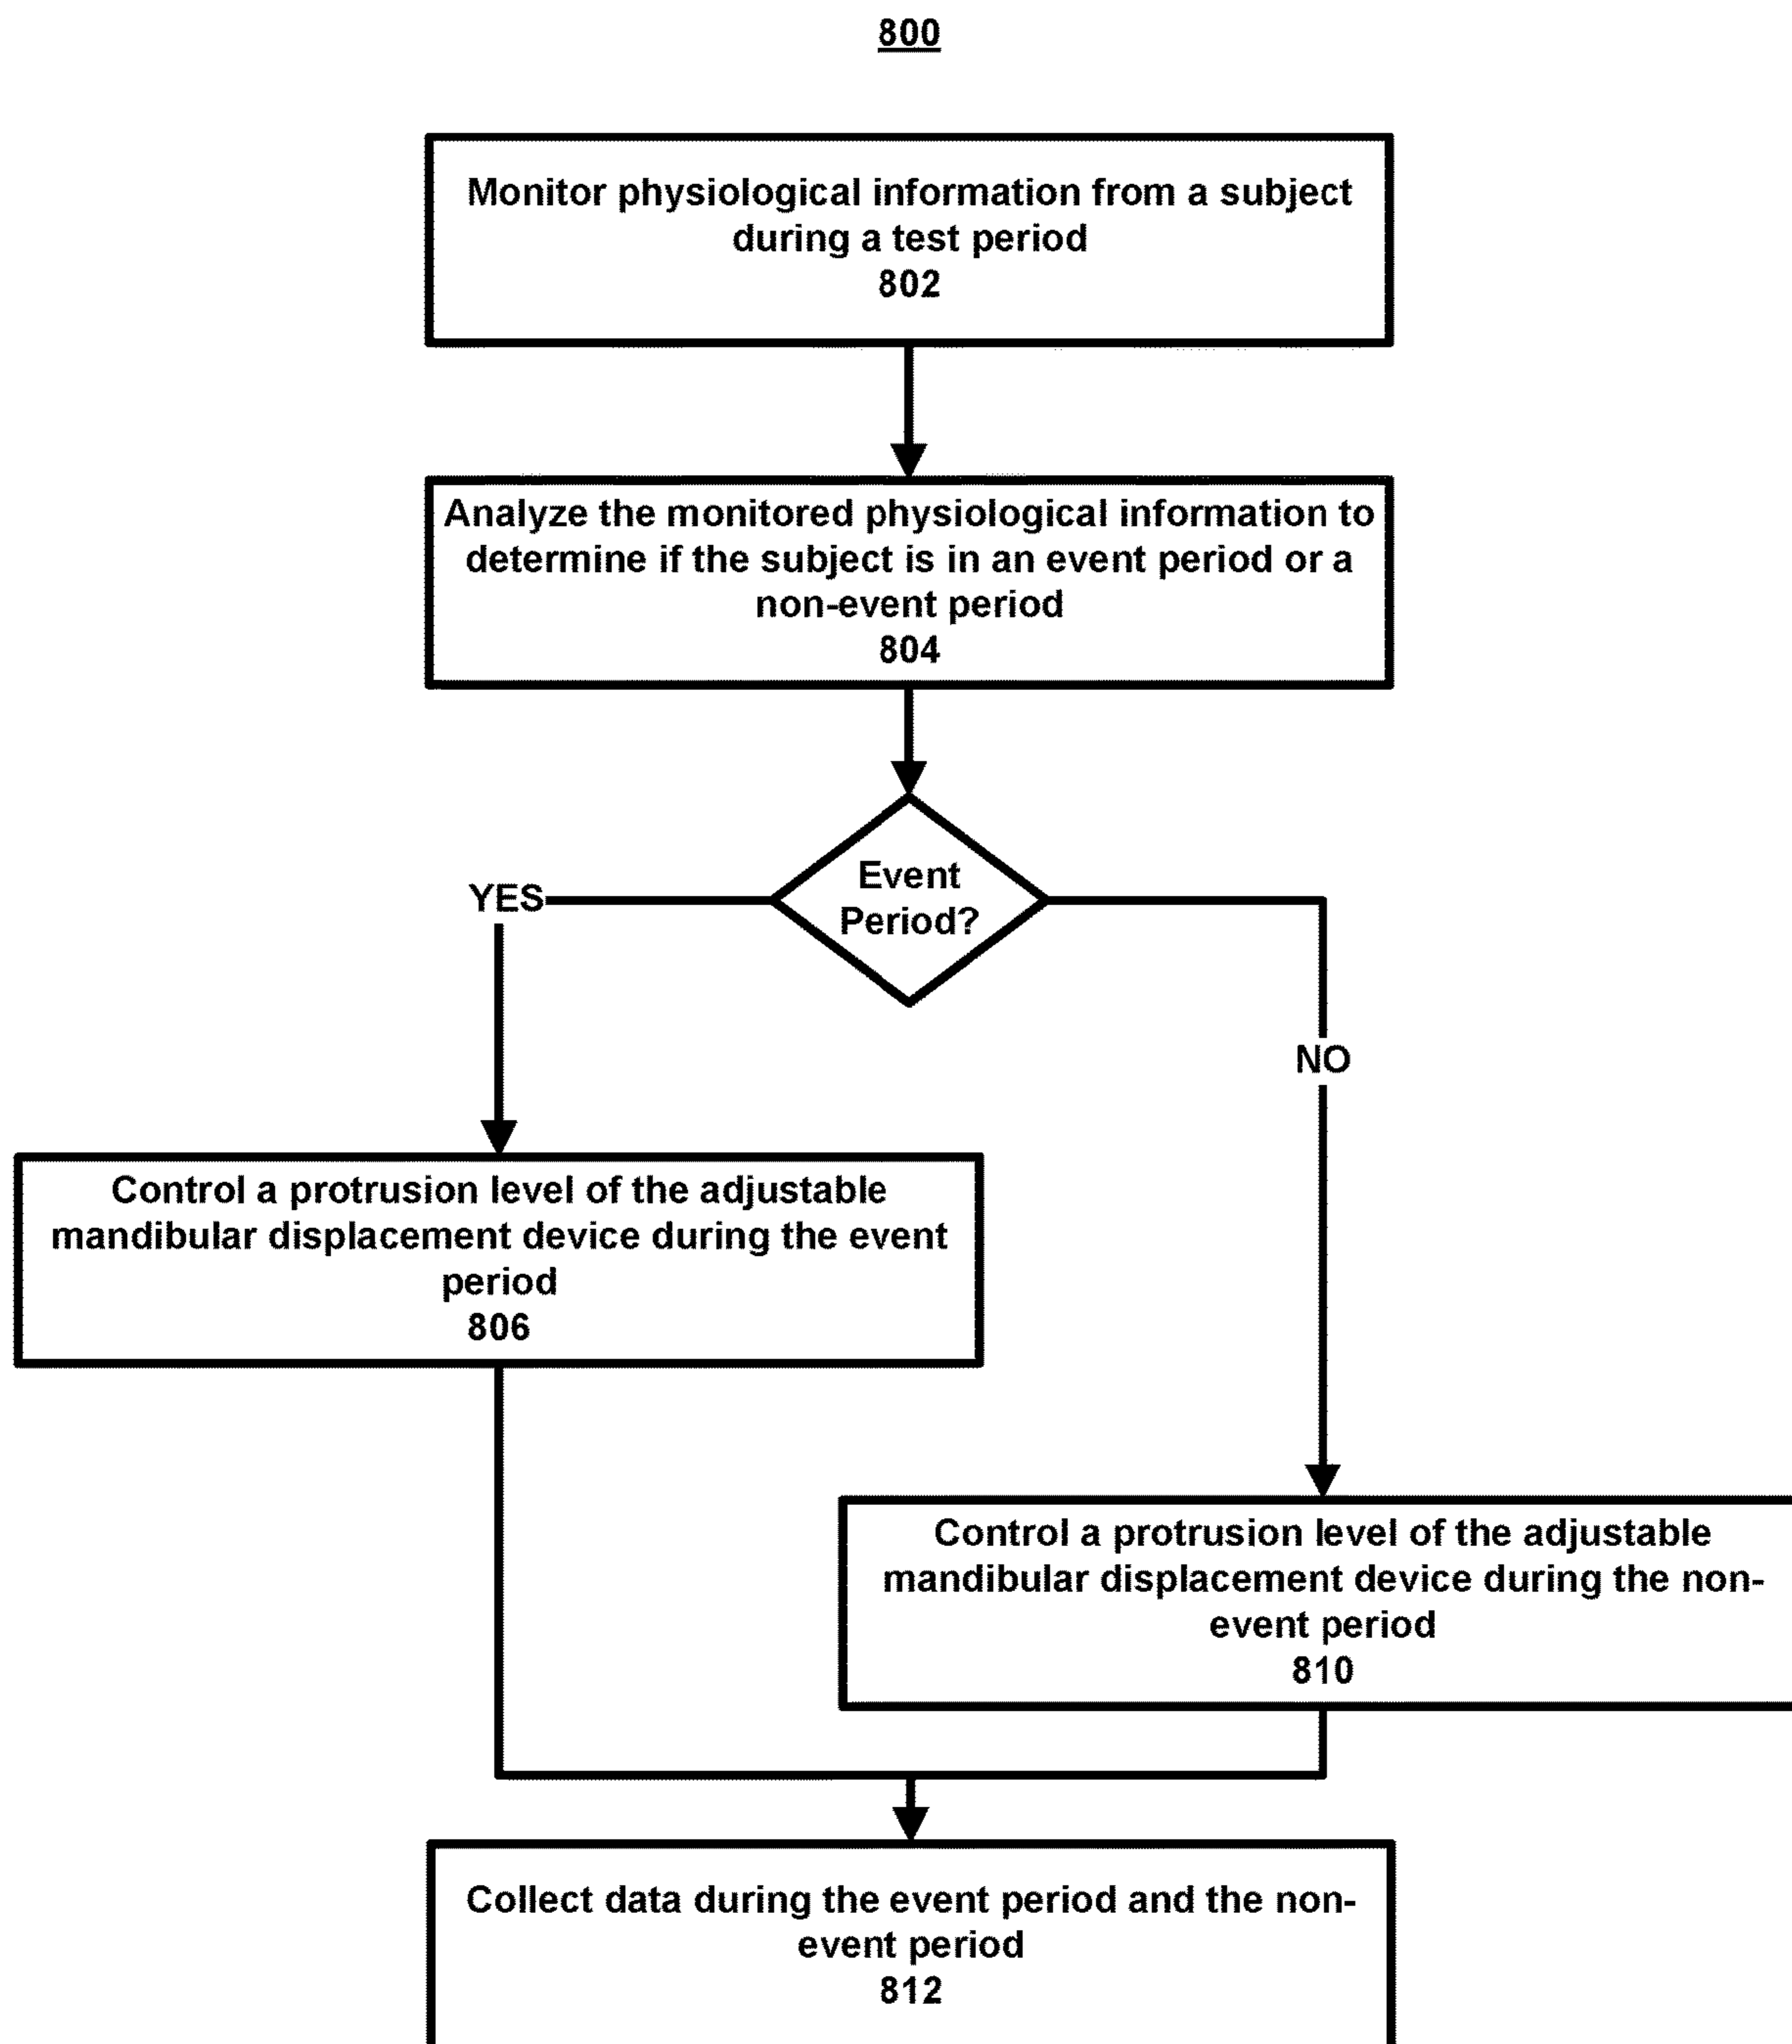 800
Monitor physiological information from a subject
during a test period
802
Analyze the monitored physiological information to
determine if the subject is in an event period or a
non-event period
804
Event
Period?
YES
NO
Control a protrusion level of the adjustable
mandibular displacement device during the event
period
806
Control a protrusion level of the adjustable
mandibular displacement device during the non-
event period
810
Collect data during the event period and the non-
event period
812